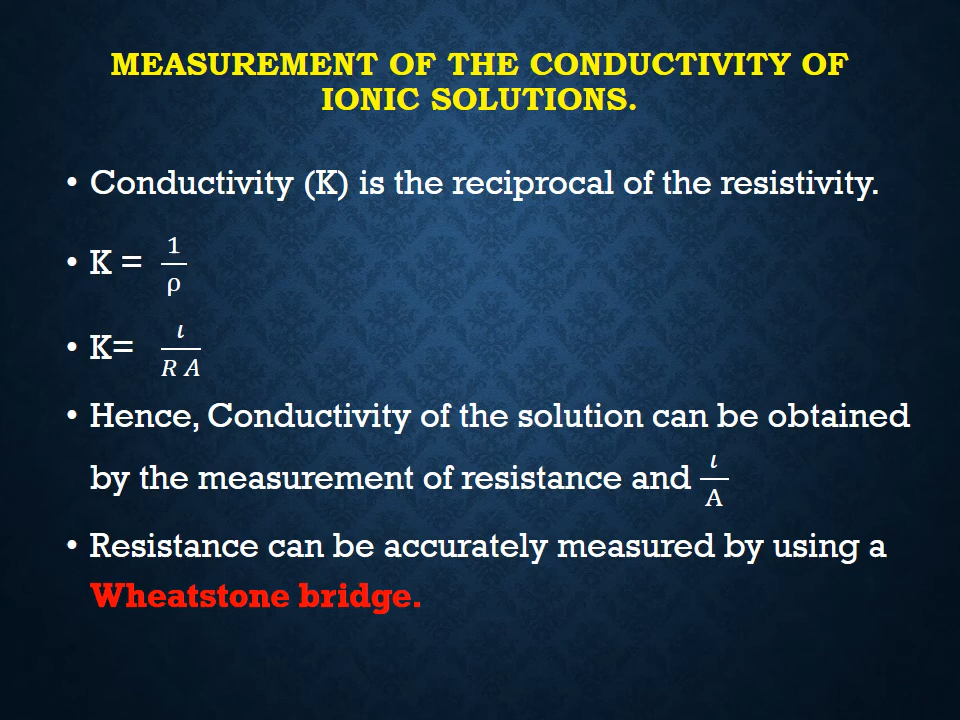 MEASUREMENT OF THE CONDUCTIVITY OF
IONIC SOLUTIONS.
• Conductivity (K) is the reciprocal of the resistivity.
• K = 1/ρ
• K= ι/R A
• Hence, Conductivity of the solution can be obtained
by the measurement of resistance and ι/A
• Resistance can be accurately measured by using a
Wheatstone bridge.